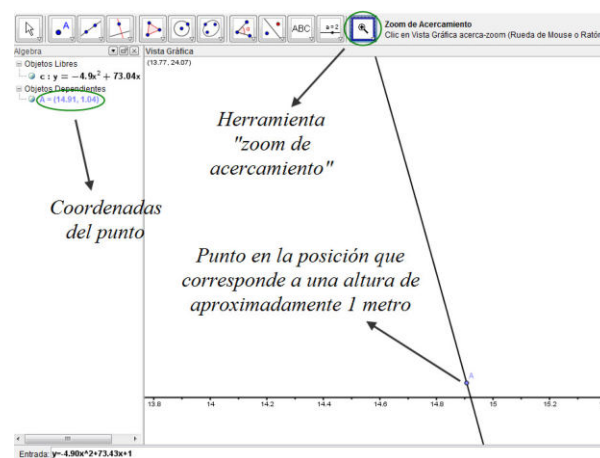 ABC
a=2
Zoom de Acercamiento
Clic en Vista Gráfica acerca-zoom (Rueda de Mouse o Ratón
Algebra
Vista Gráfica
Objetos Libres
c : y = −4.9x² + 73.04x
Objetos Dependientes
A = (14.91, 1.04)
(13.77, 24.07)
Herramienta
"zoom de
acercamiento"
Coordenadas
del punto
Punto en la posición que
corresponde a una altura de
aproximadamente 1 metro
A
13.8 14 14.2 14.4 14.6 14.8 15 15.2
Entrada: y=-4.90x^2+73.43x+1